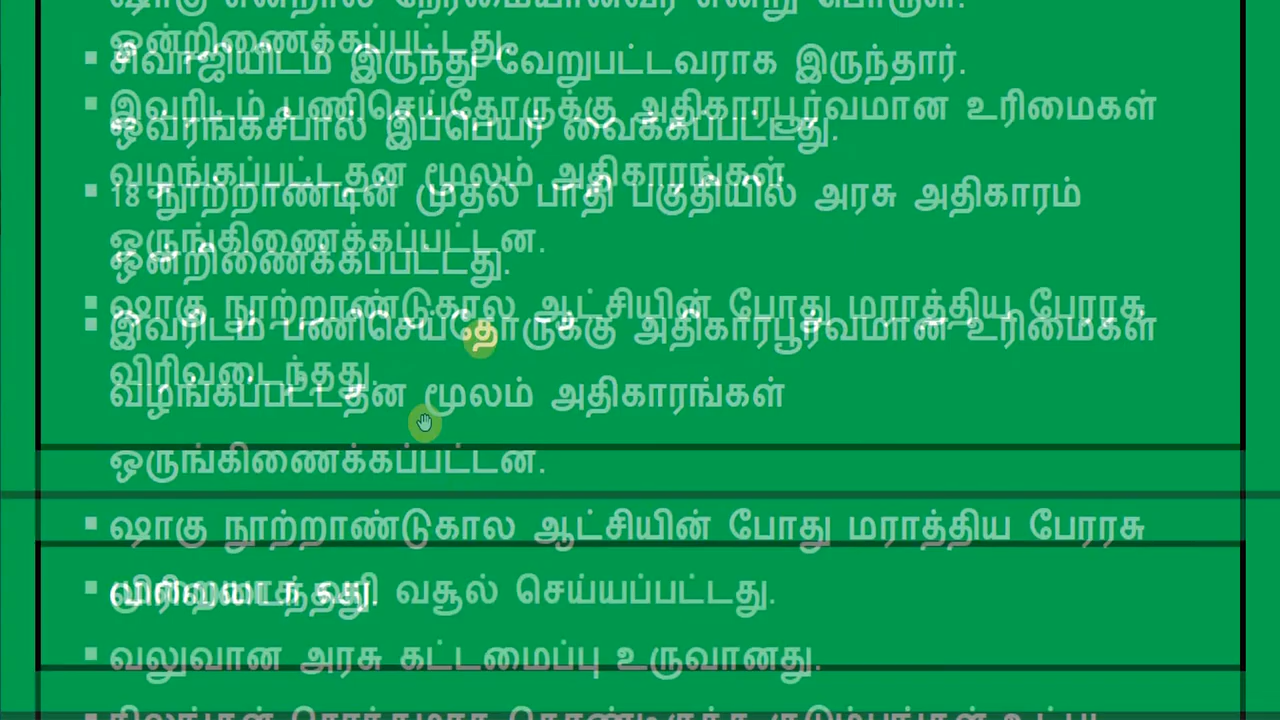 ஷாகு என்றால் நேர்மையானவர் என்று பொருள்.
ஒன்றிணைக்கப்பட்டது.
▪ சிவாஜியிடம் இருந்து வேறுபட்டவராக இருந்தார்.
▪ இவரிடம் பணிசெய்தோருக்கு அதிகாரபூர்வமான உரிமைகள்
ஒளரங்கசீபால் இப்பெயர் வைக்கப்பட்டது.
வழங்கப்பட்டதன மூலம் அதிகாரங்கள்
▪ 18 நூற்றாண்டின் முதல் பாதி பகுதியில் அரசு அதிகாரம்
ஒருங்கிணைக்கப்பட்டன.
ஒன்றிணைக்கப்பட்டது.
▪ ஷாகு நூற்றாண்டுகால ஆட்சியின் போது மராத்திய பேரரசு
▪ இவரிடம் பணிசெய்தோருக்கு அதிகாரபூர்வமான உரிமைகள்
விரிவடைந்தது.
வழங்கப்பட்டதன மூலம் அதிகாரங்கள்
ஒருங்கிணைக்கப்பட்டன.
▪ ஷாகு நூற்றாண்டுகால ஆட்சியின் போது மராத்திய பேரரசு
விரிவடைந்தது.
▪ வசூல் செய்யப்பட்டது.
▪ வலுவான அரசு கட்டமைப்பு உருவானது.